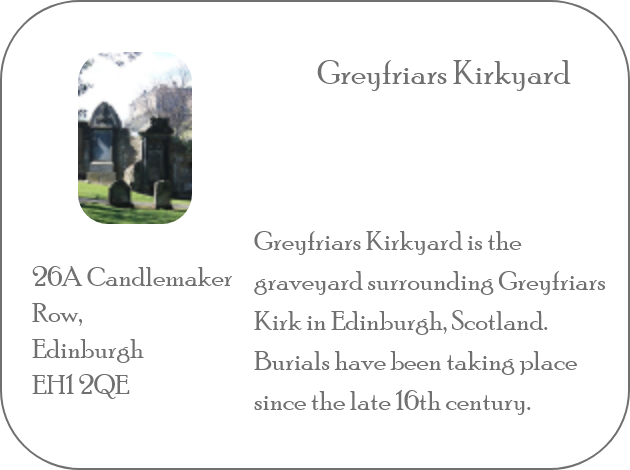 Greyfriars Kirkyard
26A Candlemaker
Row,
Edinburgh
EH1 2QE
Greyfriars Kirkyard is the
graveyard surrounding Greyfriars
Kirk in Edinburgh, Scotland.
Burials have been taking place
since the late 16th century.